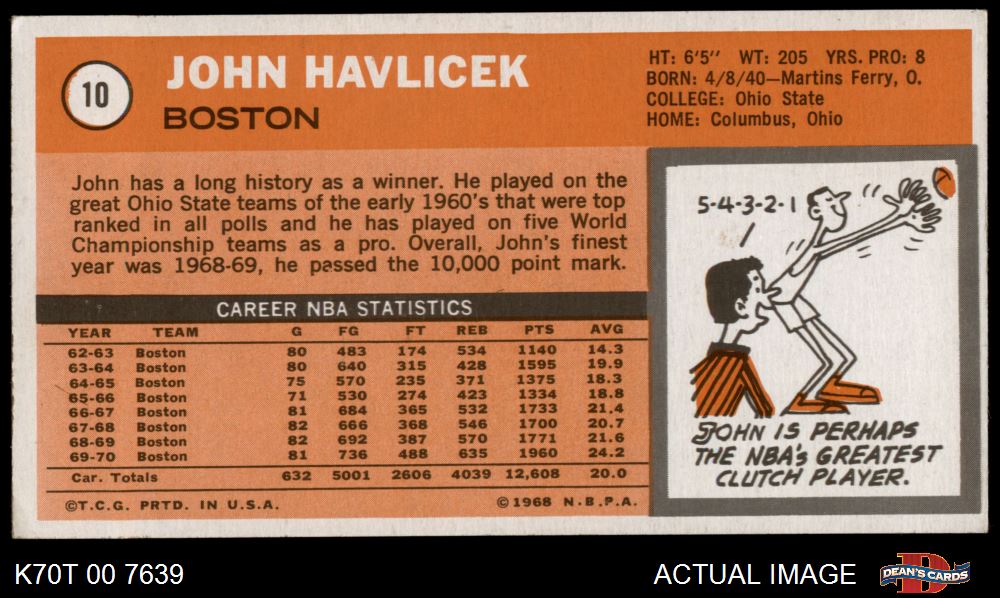 10
JOHN HAVLICEK
BOSTON
HT: 6'5'' WT: 205 YRS. PRO: 8
BORN: 4/8/40—Martins Ferry, O.
COLLEGE: Ohio State
HOME: Columbus, Ohio
John has a long history as a winner. He played on the
great Ohio State teams of the early 1960's that were top
ranked in all polls and he has played on five World
Championship teams as a pro. Overall, John's finest
year was 1968-69, he passed the 10,000 point mark.
CAREER NBA STATISTICS
YEAR TEAM G FG FT REB PTS AVG
62-63 Boston 80 483 174 534 1140 14.3
63-64 Boston 80 640 315 428 1595 19.9
64-65 Boston 75 570 235 371 1375 18.3
65-66 Boston 71 530 274 423 1334 18.8
66-67 Boston 81 684 365 532 1733 21.4
67-68 Boston 82 666 368 546 1700 20.7
68-69 Boston 82 692 387 570 1771 21.6
69-70 Boston 81 736 488 635 1960 24.2
Car. Totals 632 5001 2606 4039 12,608 20.0
©T.C.G. PRTD. IN U.S.A. ©1968 N.B.P.A.
5-4-3-2-1
JOHN IS PERHAPS
THE NBA's GREATEST
CLUTCH PLAYER.
K70T 00 7639
ACTUAL IMAGE
D
DEAN'S CARDS